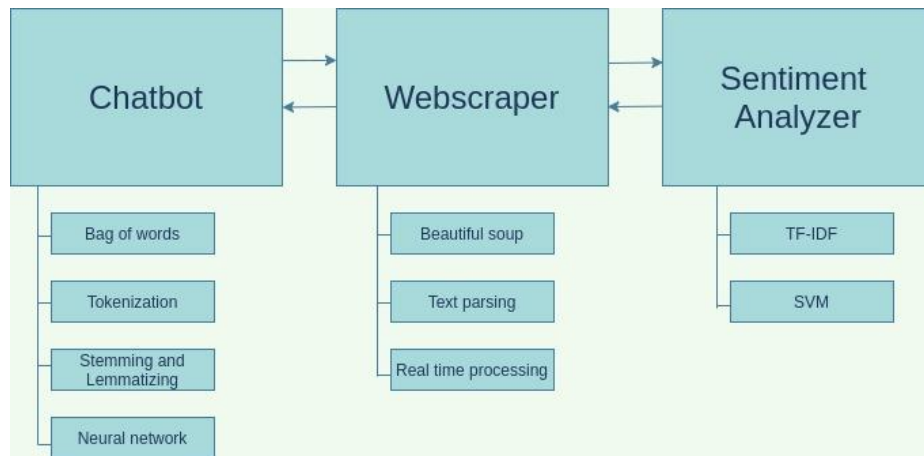 Chatbot
Webscraper
Sentiment
Analyzer
Bag of words
Tokenization
Stemming and
Lemmatizing
Neural network
Beautiful soup
Text parsing
Real time processing
TF-IDF
SVM